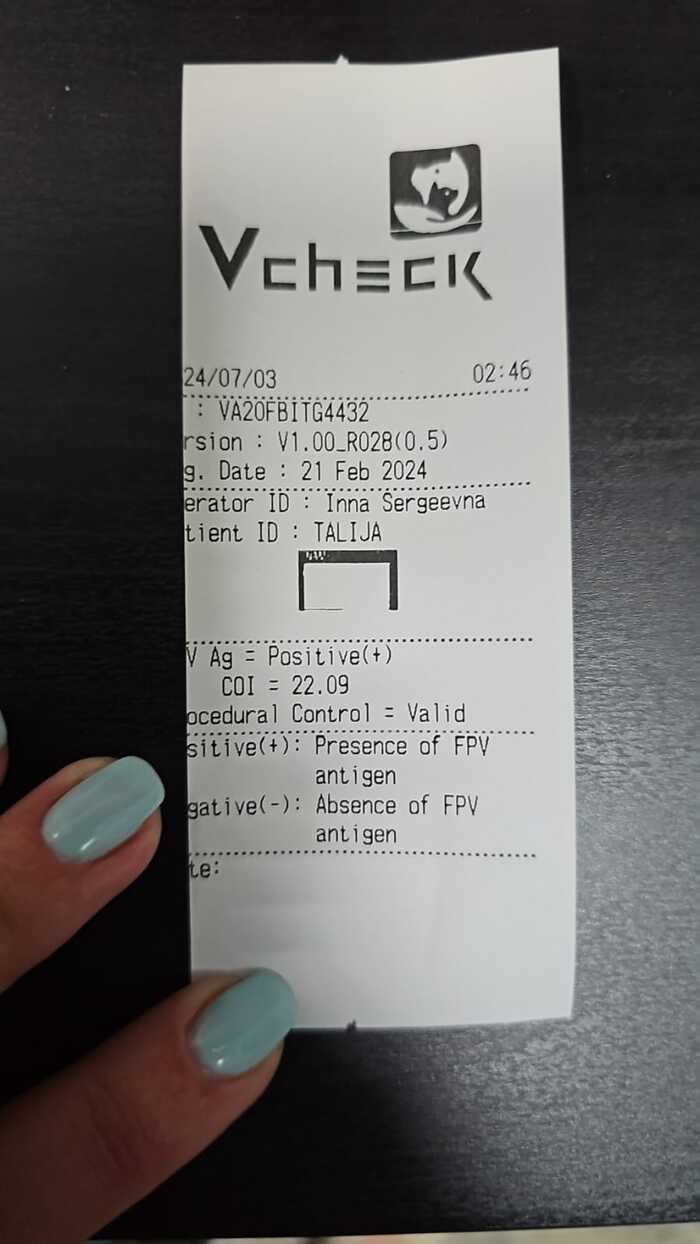 Vcheck
24/07/03 02:46
: VA20FBITG4432
rsion : V1.00_R028(0.5)
g. Date : 21 Feb 2024
erator ID : Inna Sergeevna
tient ID : TALIJA
V Ag = Positive(+)
COI = 22.09
ocedural Control = Valid
sitive(+): Presence of FPV
antigen
gative(-): Absence of FPV
antigen
te: